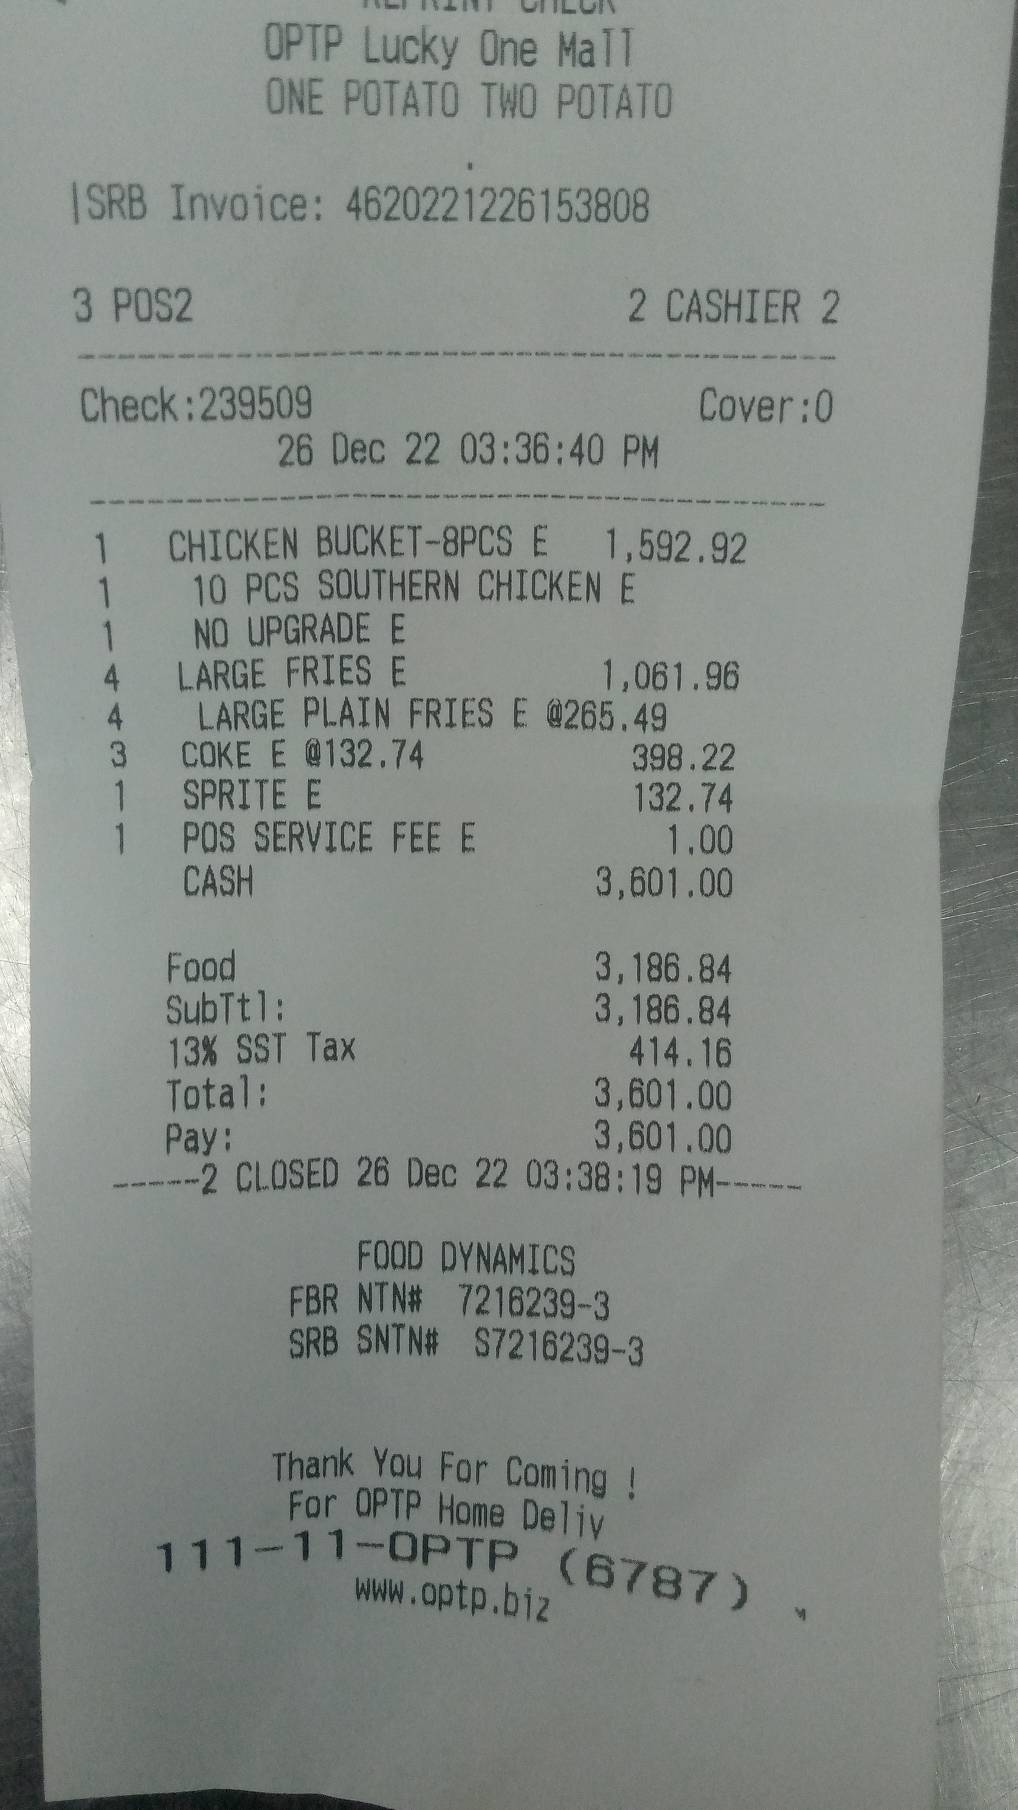 REPRINT CHECK
OPTP Lucky One Mall
ONE POTATO TWO POTATO
|SRB Invoice: 4620221226153808
3 POS2 2 CASHIER 2
Check:239509 Cover:0
26 Dec 22 03:36:40 PM
1 CHICKEN BUCKET-8PCS E 1,592.92
1 10 PCS SOUTHERN CHICKEN E
1 NO UPGRADE E
4 LARGE FRIES E 1,061.96
4 LARGE PLAIN FRIES E @265.49
3 COKE E @132.74 398.22
1 SPRITE E 132.74
1 POS SERVICE FEE E 1.00
CASH 3,601.00
Food 3,186.84
SubTtl: 3,186.84
13% SST Tax 414.16
Total: 3,601.00
Pay: 3,601.00
-----2 CLOSED 26 Dec 22 03:38:19 PM-----
FOOD DYNAMICS
FBR NTN# 7216239-3
SRB SNTN# S7216239-3
Thank You For Coming !
For OPTP Home Deliv
111-11-OPTP (6787)
www.optp.biz